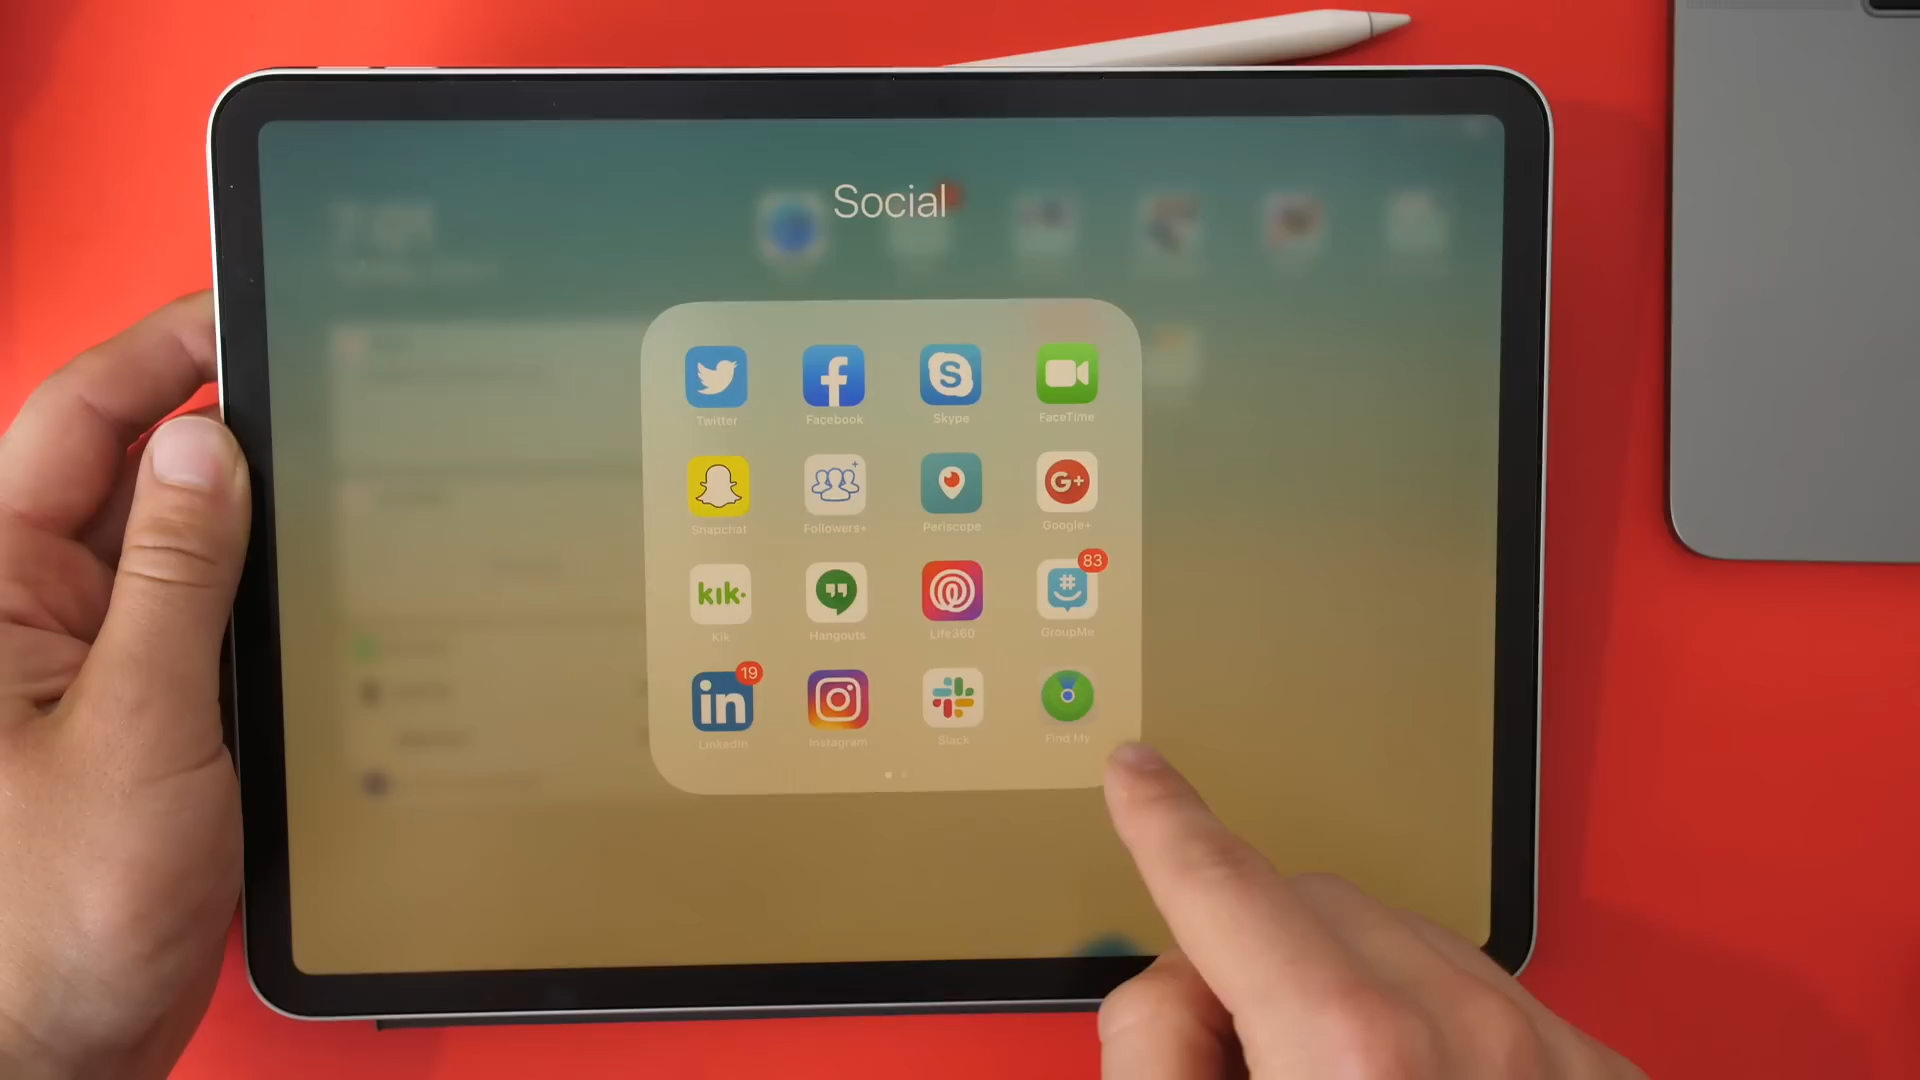 Social
Twitter
Facebook
Skype
FaceTime
Snapchat
Followers+
Periscope
G+
Google+
kik.
Kik
Hangouts
Life360
83
GroupMe
19
in
LinkedIn
Instagram
Slack
Find My